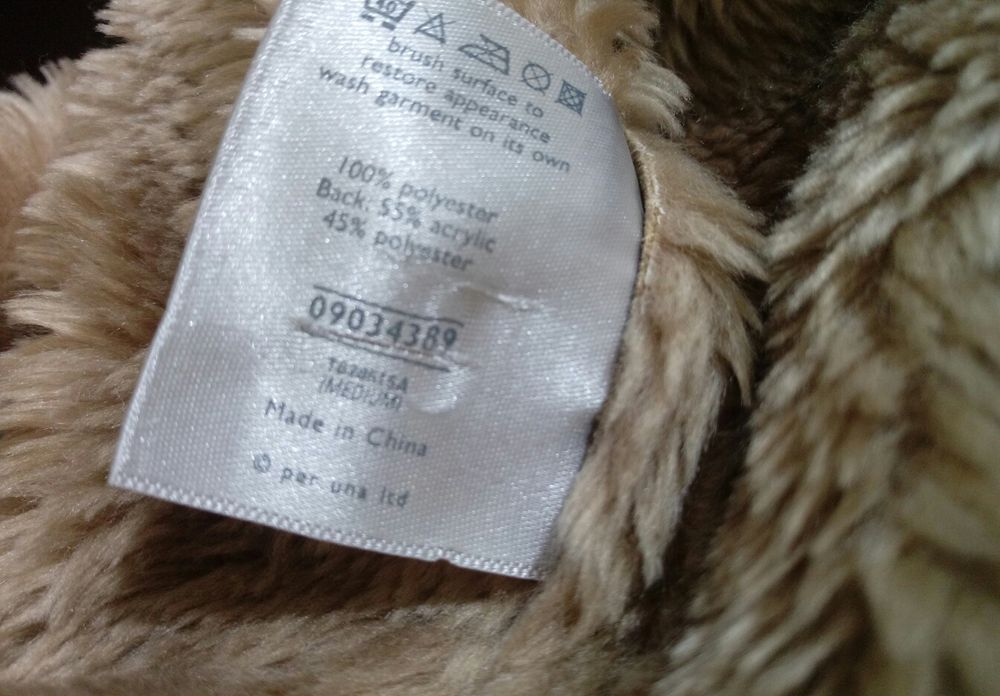 brush surface to
restore appearance
wash garment on its own
100% polyester
Back: 55% acrylic
45% polyester
09034389
(MEDIUM)
Made in China
© per una ltd